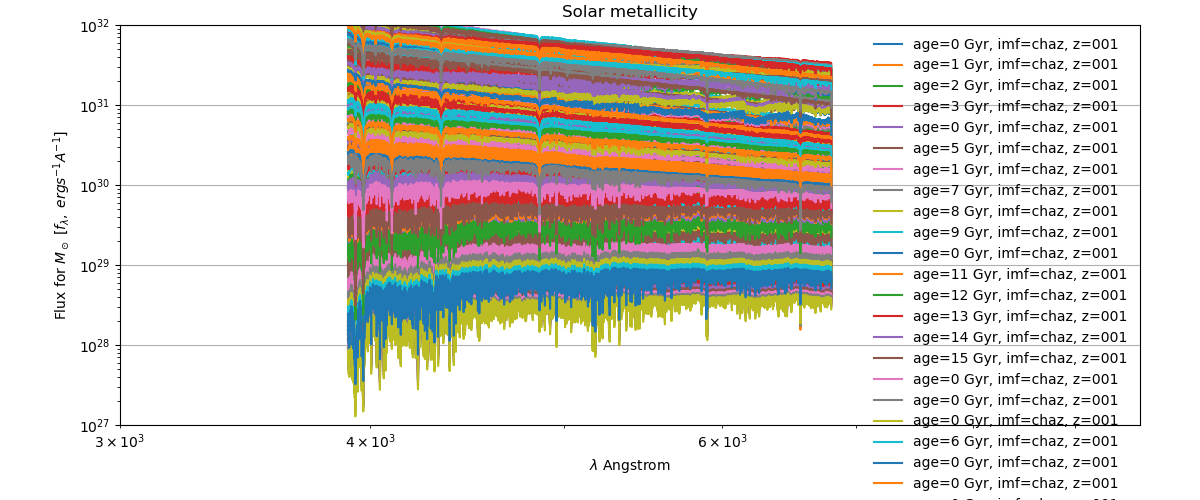 Solar metallicity
10^32
10^31
10^30
10^29
10^28
10^27
Flux for M_⊙ [f_λ, ergs^−1 A^−1]
3 × 10^3
4 × 10^3
6 × 10^3
λ Angstrom
age=0 Gyr, imf=chaz, z=001
age=1 Gyr, imf=chaz, z=001
age=2 Gyr, imf=chaz, z=001
age=3 Gyr, imf=chaz, z=001
age=0 Gyr, imf=chaz, z=001
age=5 Gyr, imf=chaz, z=001
age=1 Gyr, imf=chaz, z=001
age=7 Gyr, imf=chaz, z=001
age=8 Gyr, imf=chaz, z=001
age=9 Gyr, imf=chaz, z=001
age=0 Gyr, imf=chaz, z=001
age=11 Gyr, imf=chaz, z=001
age=12 Gyr, imf=chaz, z=001
age=13 Gyr, imf=chaz, z=001
age=14 Gyr, imf=chaz, z=001
age=15 Gyr, imf=chaz, z=001
age=0 Gyr, imf=chaz, z=001
age=0 Gyr, imf=chaz, z=001
age=0 Gyr, imf=chaz, z=001
age=6 Gyr, imf=chaz, z=001
age=0 Gyr, imf=chaz, z=001
age=0 Gyr, imf=chaz, z=001